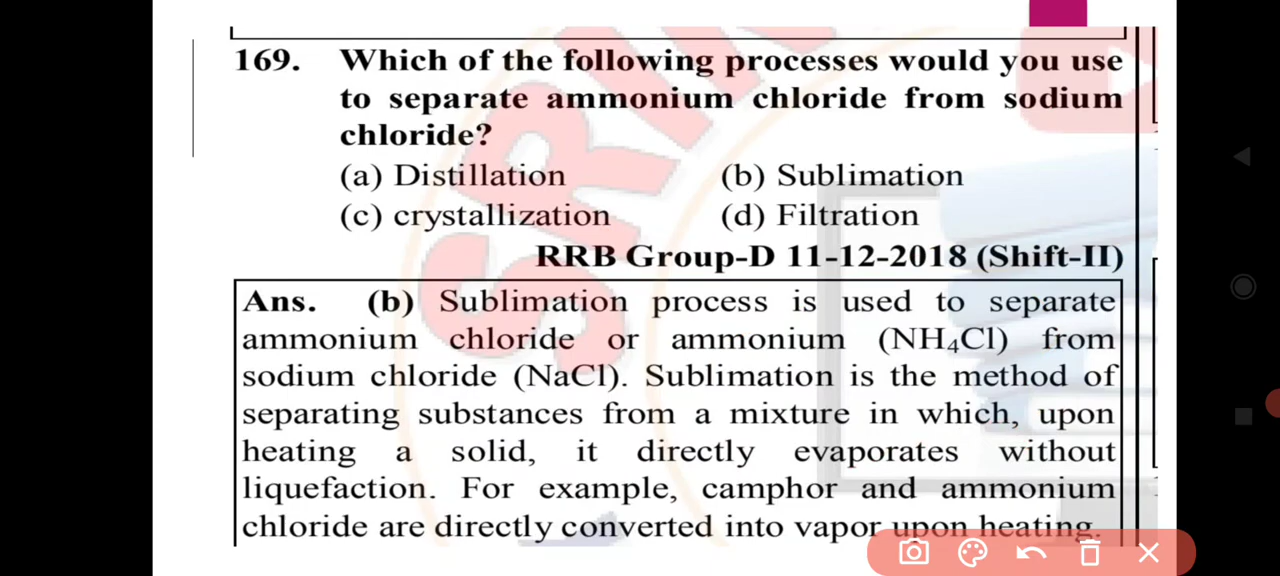 169. Which of the following processes would you use
to separate ammonium chloride from sodium
chloride?
(a) Distillation (b) Sublimation
(c) crystallization (d) Filtration
RRB Group-D 11-12-2018 (Shift-II)
Ans. (b) Sublimation process is used to separate
ammonium chloride or ammonium (NH₄Cl) from
sodium chloride (NaCl). Sublimation is the method of
separating substances from a mixture in which, upon
heating a solid, it directly evaporates without
liquefaction. For example, camphor and ammonium
chloride are directly converted into vapor upon heating.